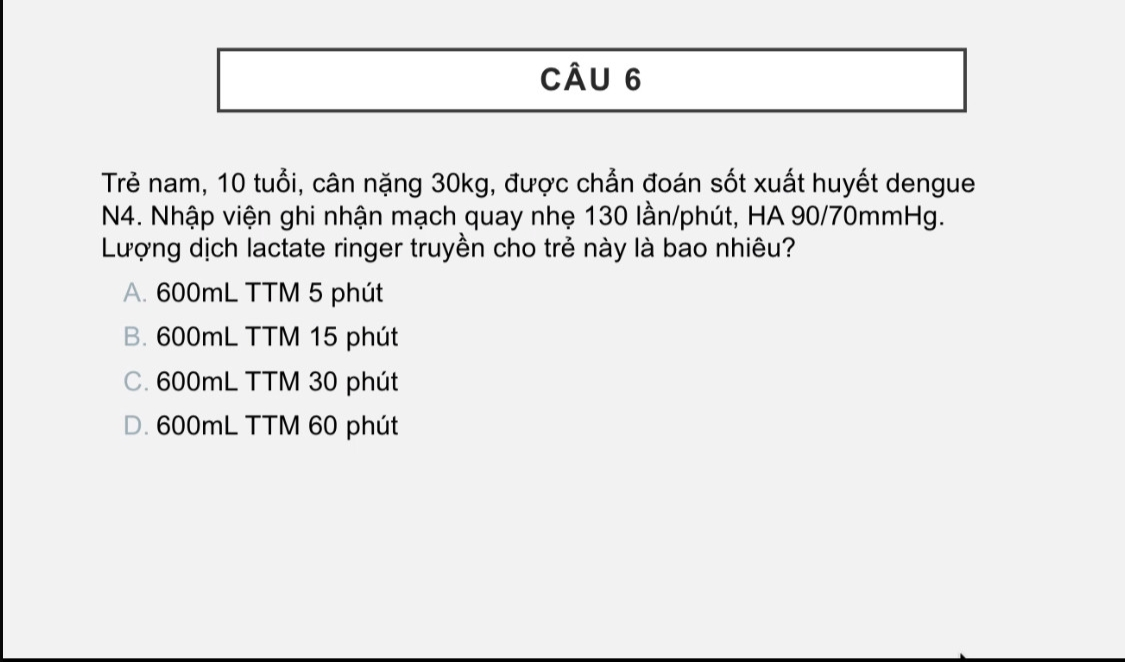 CÂU 6
Trẻ nam, 10 tuổi, cân nặng 30kg, được chẩn đoán sốt xuất huyết dengue
N4. Nhập viện ghi nhận mạch quay nhẹ 130 lần/phút, HA 90/70mmHg.
Lượng dịch lactate ringer truyền cho trẻ này là bao nhiêu?
A. 600mL TTM 5 phút
B. 600mL TTM 15 phút
C. 600mL TTM 30 phút
D. 600mL TTM 60 phút